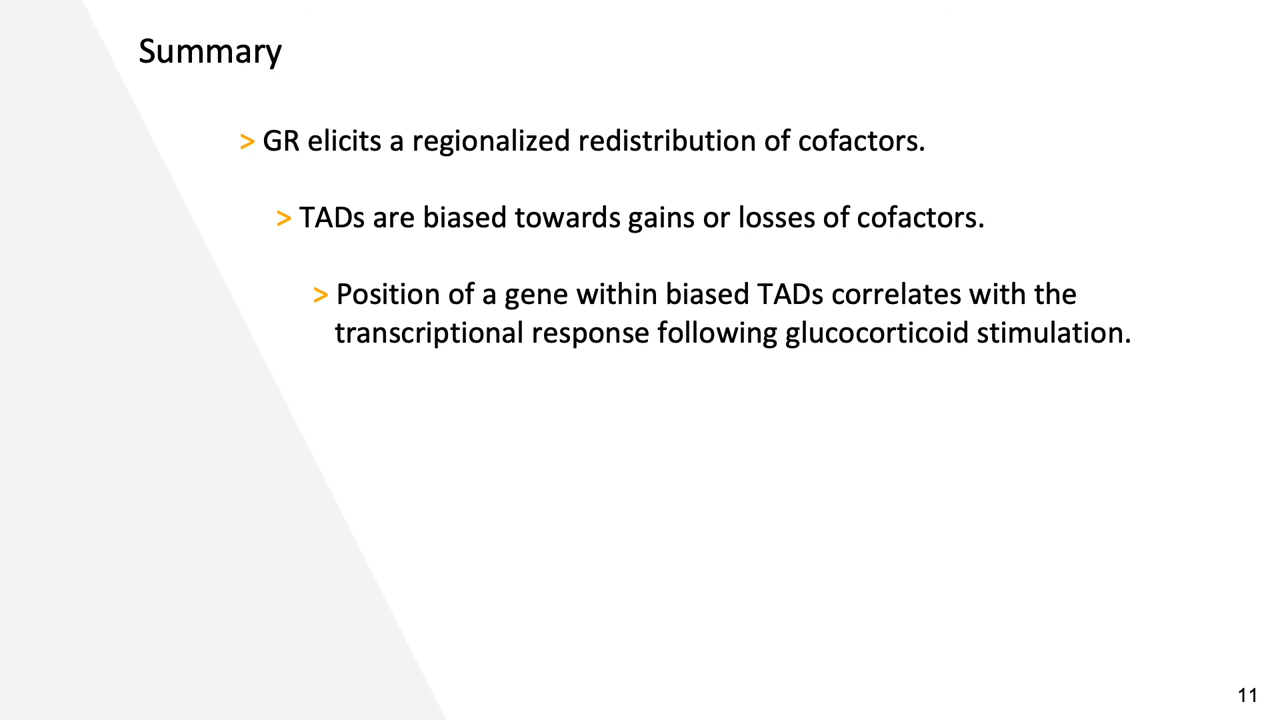 Summary
> GR elicits a regionalized redistribution of cofactors.
> TADs are biased towards gains or losses of cofactors.
> Position of a gene within biased TADs correlates with the
transcriptional response following glucocorticoid stimulation.
11